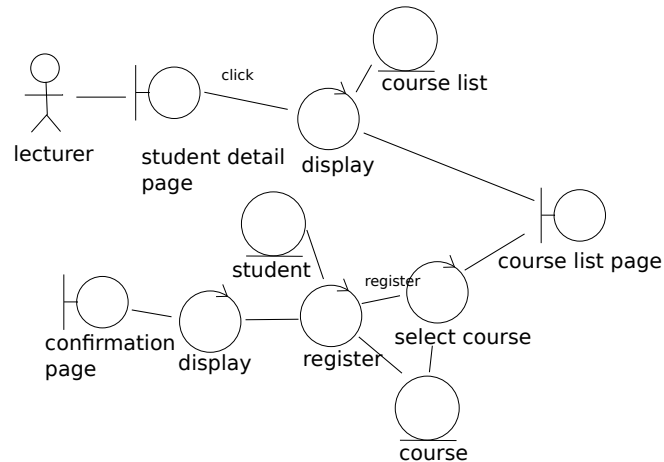 click
course list
lecturer
student detail
page
display
student
course list page
register
select course
confirmation
page
display
register
course